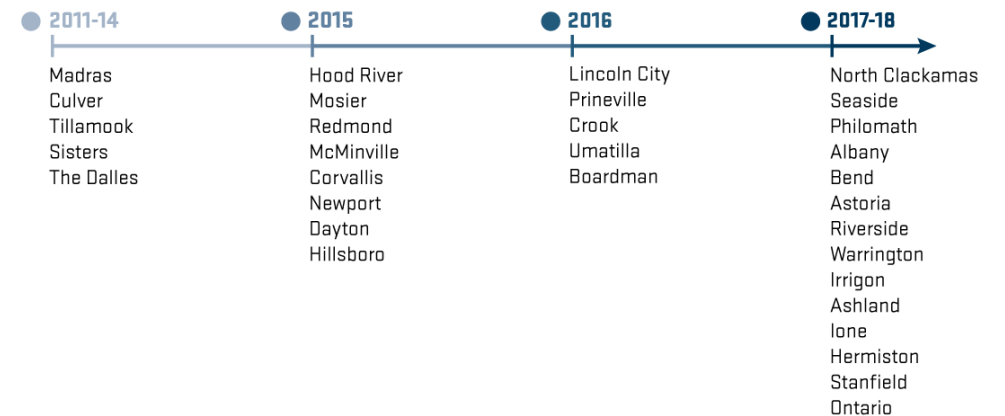 2011-14
Madras
Culver
Tillamook
Sisters
The Dalles
2015
Hood River
Mosier
Redmond
McMinville
Corvallis
Newport
Dayton
Hillsboro
2016
Lincoln City
Prineville
Crook
Umatilla
Boardman
2017-18
North Clackamas
Seaside
Philomath
Albany
Bend
Astoria
Riverside
Warrington
Irrigon
Ashland
Ione
Hermiston
Stanfield
Ontario